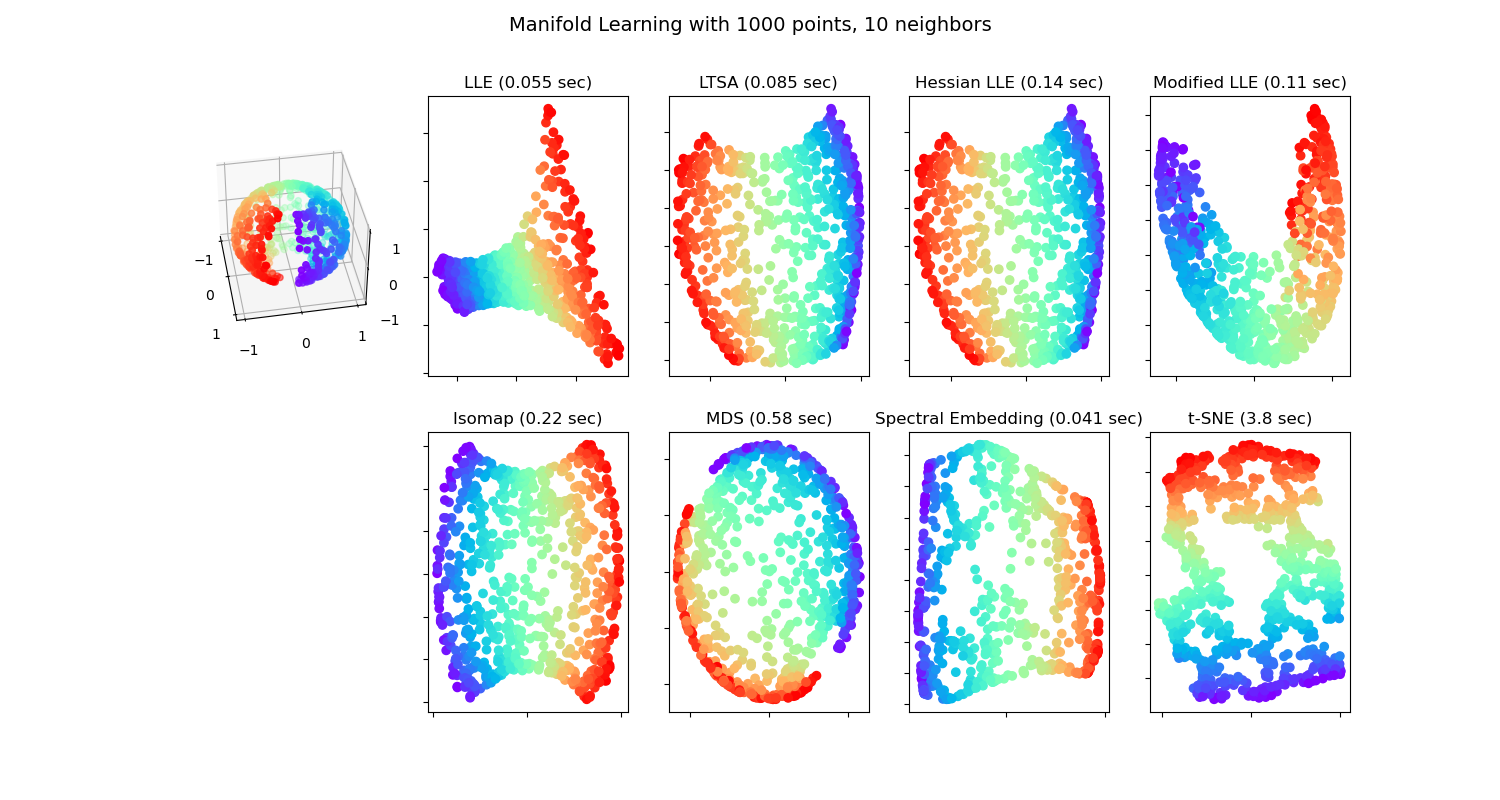 Manifold Learning with 1000 points, 10 neighbors
LLE (0.055 sec)
LTSA (0.085 sec)
Hessian LLE (0.14 sec)
Modified LLE (0.11 sec)
−1
0
1
−1
0
1
1
0
−1
Isomap (0.22 sec)
MDS (0.58 sec)
Spectral Embedding (0.041 sec)
t-SNE (3.8 sec)